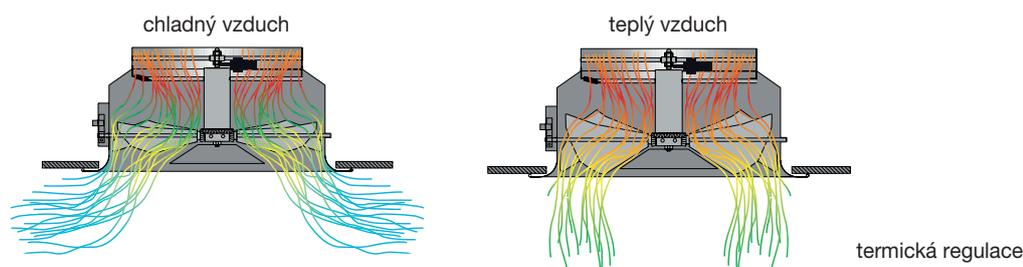 chladný vzduch
teplý vzduch
termická regulace